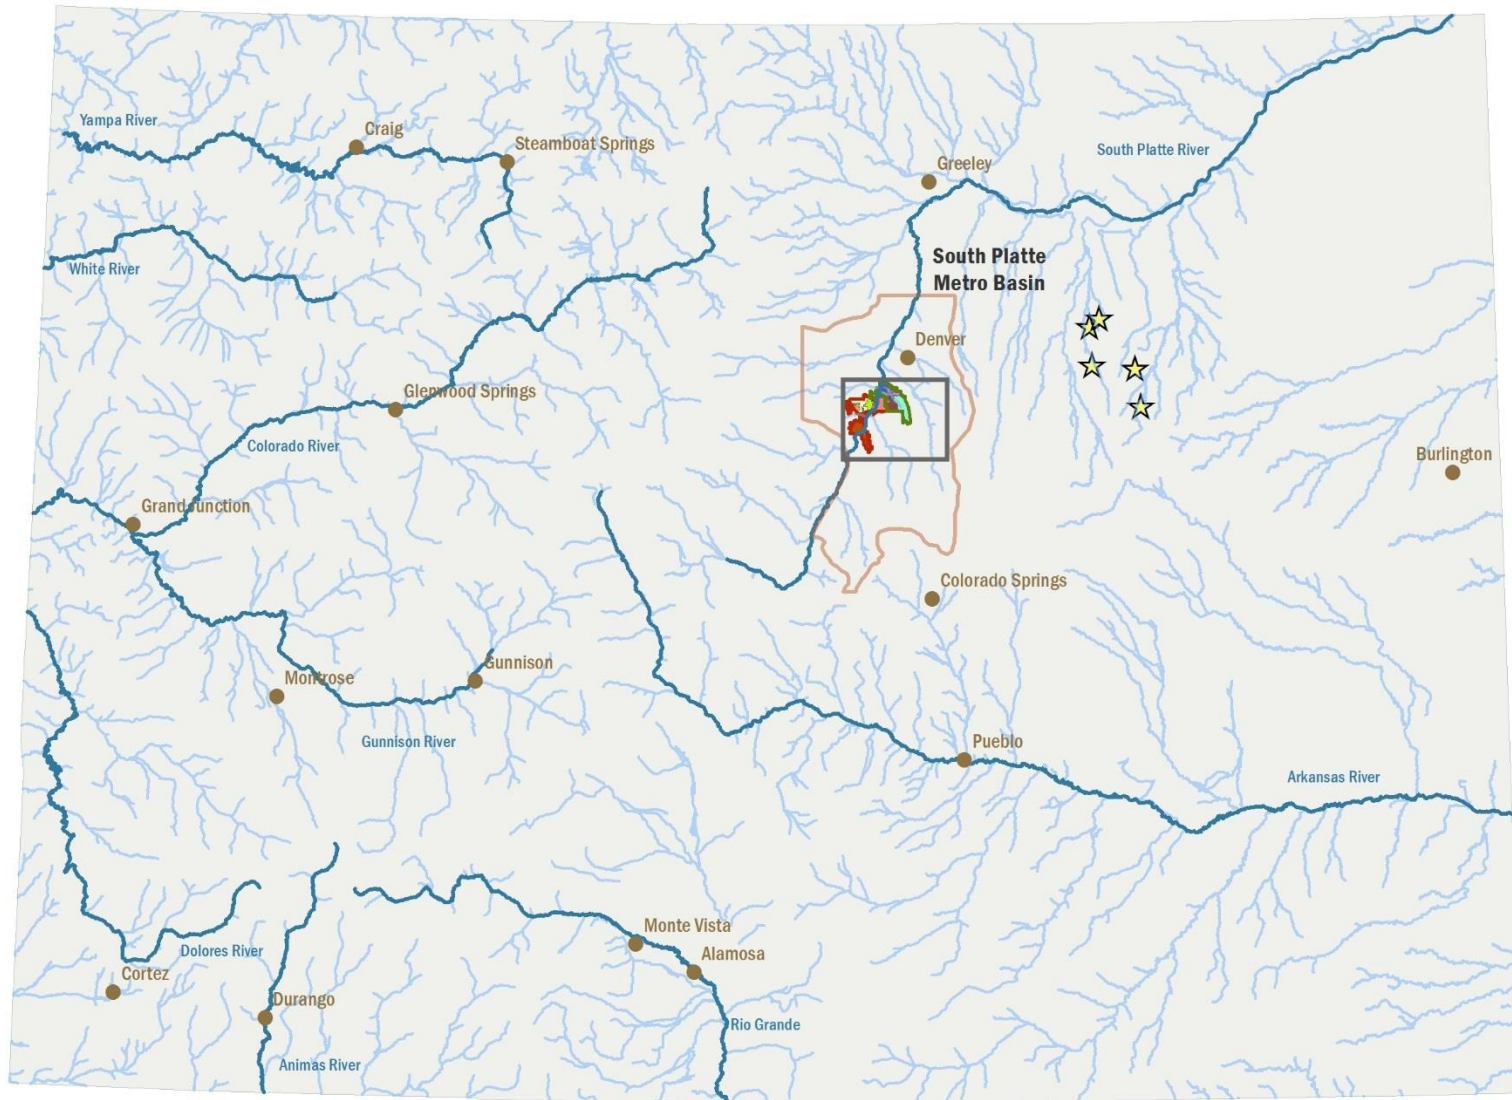 Yampa River
Craig
Steamboat Springs
Greeley
South Platte River
White River
South Platte
Metro Basin
Denver
Glenwood Springs
Colorado River
Burlington
Grand Junction
Colorado Springs
Gunnison
Montrose
Gunnison River
Pueblo
Arkansas River
Monte Vista
Dolores River
Alamosa
Cortez
Durango
Rio Grande
Animas River